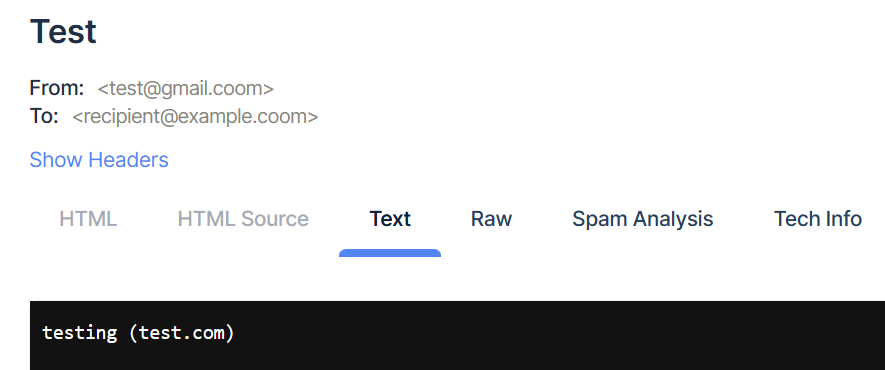 Test
From: <test@gmail.coom>
To: <recipient@example.coom>
Show Headers
HTML HTML Source Text Raw Spam Analysis Tech Info
testing (test.com)